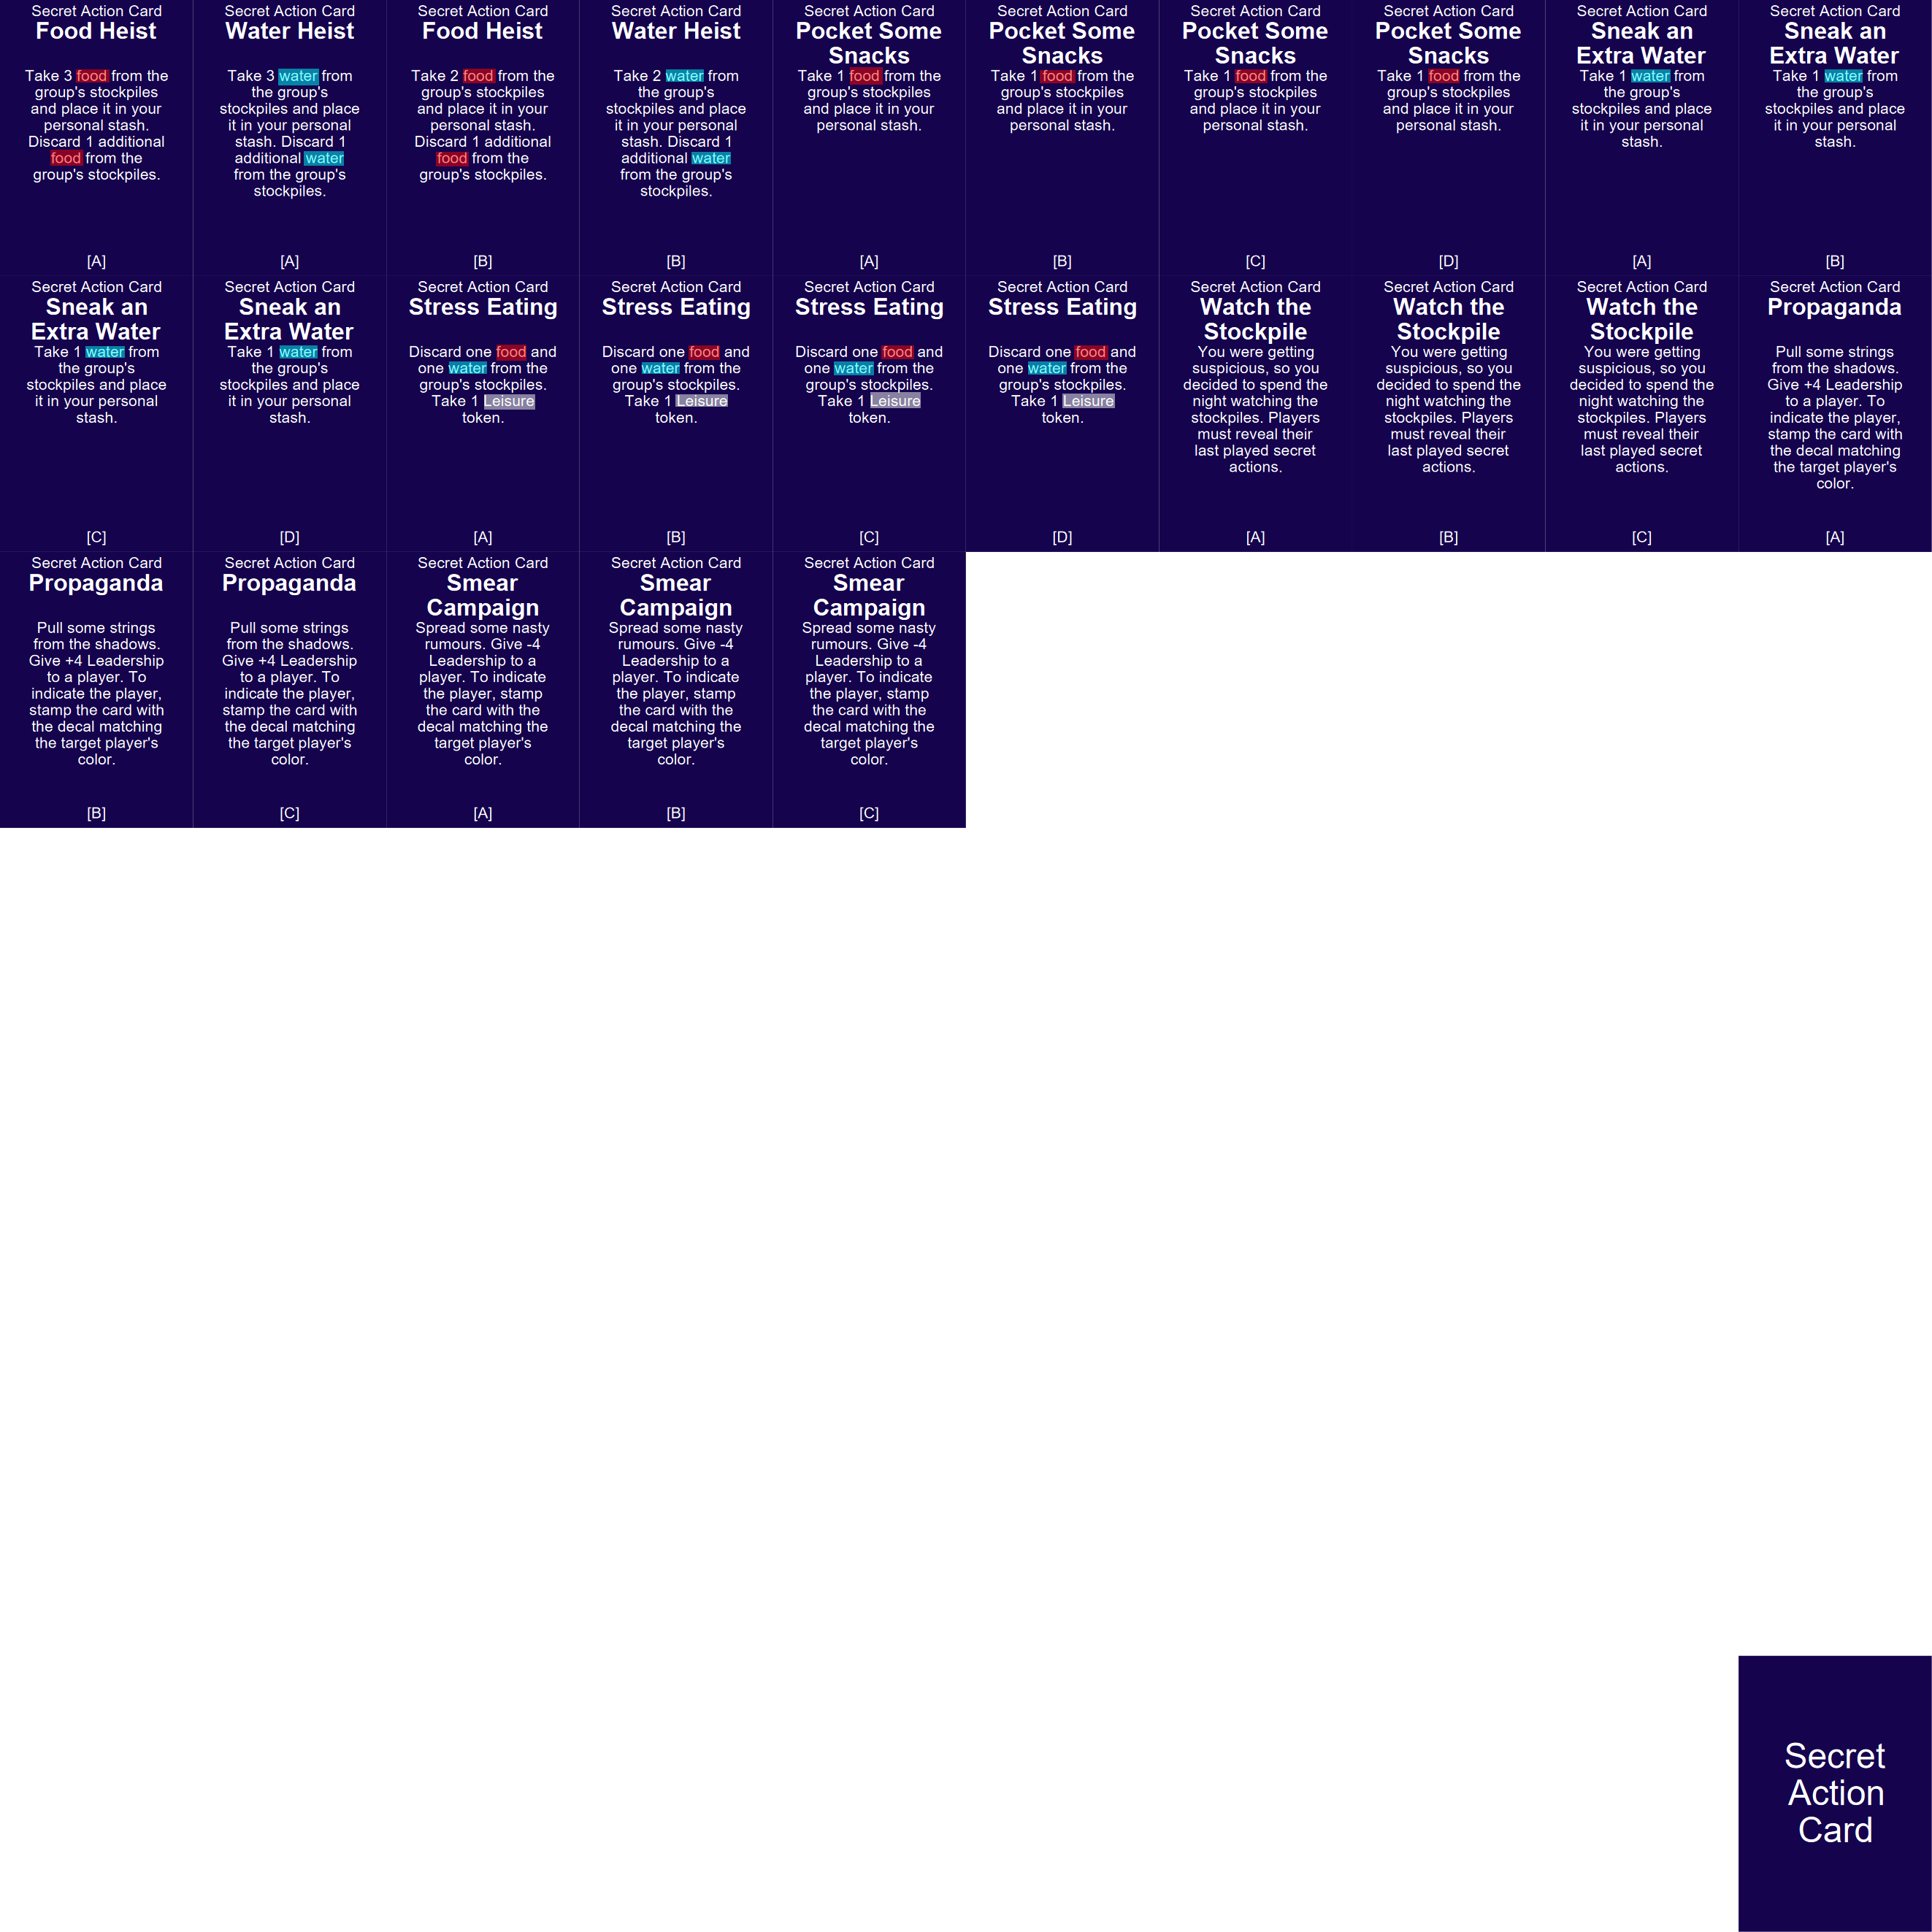 Secret Action Card
Food Heist
Take 3 food from the
group's stockpiles
and place it in your
personal stash.
Discard 1 additional
food from the
group's stockpiles.
[A]
Secret Action Card
Water Heist
Take 3 water from
the group's
stockpiles and place
it in your personal
stash. Discard 1
additional water
from the group's
stockpiles.
[A]
Secret Action Card
Food Heist
Take 2 food from the
group's stockpiles
and place it in your
personal stash.
Discard 1 additional
food from the
group's stockpiles.
[B]
Secret Action Card
Water Heist
Take 2 water from
the group's
stockpiles and place
it in your personal
stash. Discard 1
additional water
from the group's
stockpiles.
[B]
Secret Action Card
Pocket Some
Snacks
Take 1 food from the
group's stockpiles
and place it in your
personal stash.
[A]
Secret Action Card
Pocket Some
Snacks
Take 1 food from the
group's stockpiles
and place it in your
personal stash.
[B]
Secret Action Card
Pocket Some
Snacks
Take 1 food from the
group's stockpiles
and place it in your
personal stash.
[C]
Secret Action Card
Pocket Some
Snacks
Take 1 food from the
group's stockpiles
and place it in your
personal stash.
[D]
Secret Action Card
Sneak an
Extra Water
Take 1 water from
the group's
stockpiles and place
it in your personal
stash.
[A]
Secret Action Card
Sneak an
Extra Water
Take 1 water from
the group's
stockpiles and place
it in your personal
stash.
[B]
Secret Action Card
Sneak an
Extra Water
Take 1 water from
the group's
stockpiles and place
it in your personal
stash.
[C]
Secret Action Card
Sneak an
Extra Water
Take 1 water from
the group's
stockpiles and place
it in your personal
stash.
[D]
Secret Action Card
Stress Eating
Discard one food and
one water from the
group's stockpiles.
Take 1 Leisure
token.
[A]
Secret Action Card
Stress Eating
Discard one food and
one water from the
group's stockpiles.
Take 1 Leisure
token.
[B]
Secret Action Card
Stress Eating
Discard one food and
one water from the
group's stockpiles.
Take 1 Leisure
token.
[C]
Secret Action Card
Stress Eating
Discard one food and
one water from the
group's stockpiles.
Take 1 Leisure
token.
[D]
Secret Action Card
Watch the
Stockpile
You were getting
suspicious, so you
decided to spend the
night watching the
stockpiles. Players
must reveal their
last played secret
actions.
[A]
Secret Action Card
Watch the
Stockpile
You were getting
suspicious, so you
decided to spend the
night watching the
stockpiles. Players
must reveal their
last played secret
actions.
[B]
Secret Action Card
Watch the
Stockpile
You were getting
suspicious, so you
decided to spend the
night watching the
stockpiles. Players
must reveal their
last played secret
actions.
[C]
Secret Action Card
Propaganda
Pull some strings
from the shadows.
Give +4 Leadership
to a player. To
indicate the player,
stamp the card with
the decal matching
the target player's
color.
[A]
Secret Action Card
Propaganda
Pull some strings
from the shadows.
Give +4 Leadership
to a player. To
indicate the player,
stamp the card with
the decal matching
the target player's
color.
[B]
Secret Action Card
Propaganda
Pull some strings
from the shadows.
Give +4 Leadership
to a player. To
indicate the player,
stamp the card with
the decal matching
the target player's
color.
[C]
Secret Action Card
Smear
Campaign
Spread some nasty
rumours. Give -4
Leadership to a
player. To indicate
the player, stamp
the card with the
decal matching the
target player's
color.
[A]
Secret Action Card
Smear
Campaign
Spread some nasty
rumours. Give -4
Leadership to a
player. To indicate
the player, stamp
the card with the
decal matching the
target player's
color.
[B]
Secret Action Card
Smear
Campaign
Spread some nasty
rumours. Give -4
Leadership to a
player. To indicate
the player, stamp
the card with the
decal matching the
target player's
color.
[C]
Secret
Action
Card